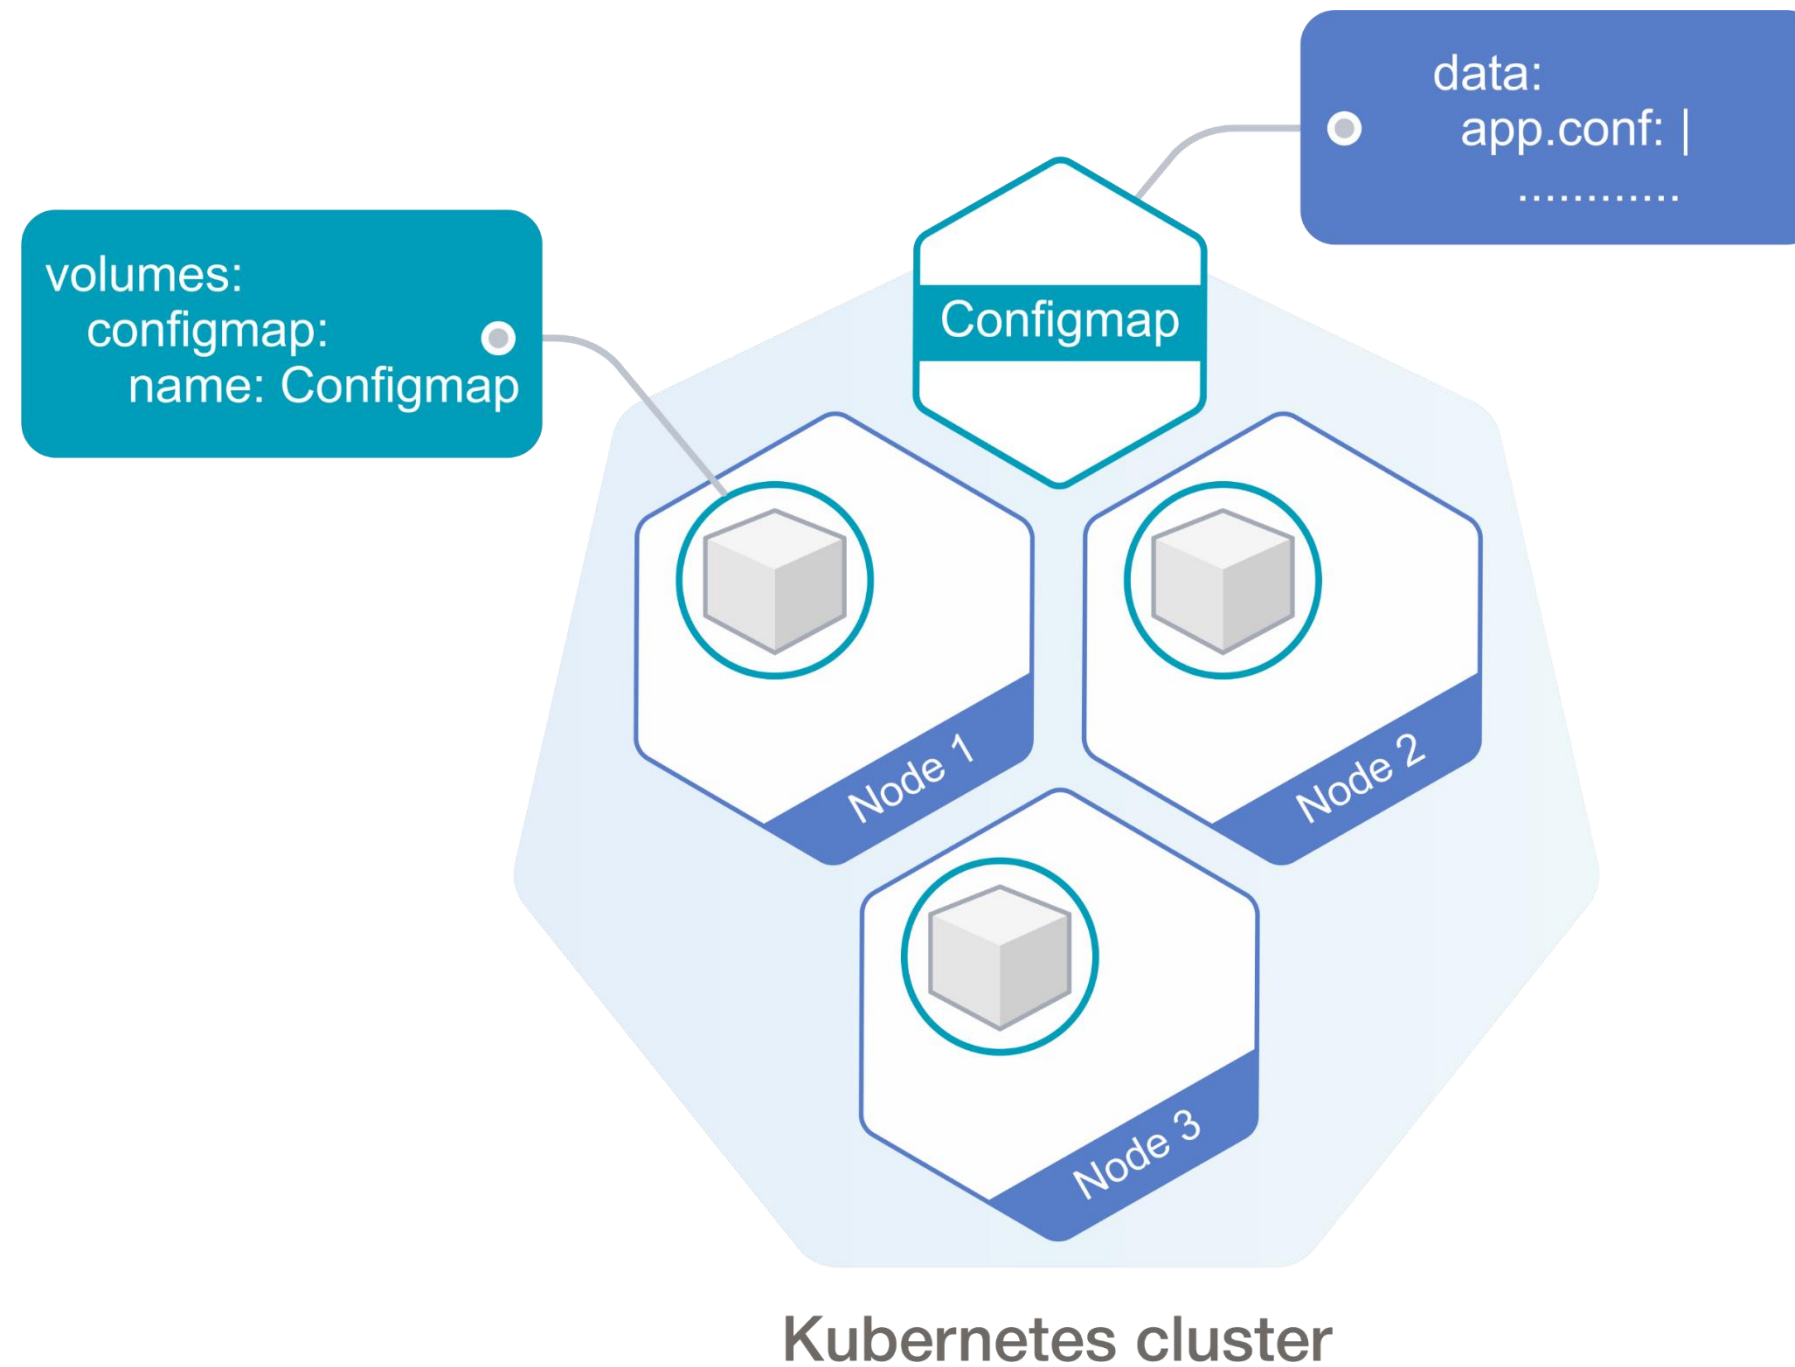 data:
app.conf: |
............
volumes:
configmap:
name: Configmap
Configmap
Node 1
Node 2
Node 3
Kubernetes cluster